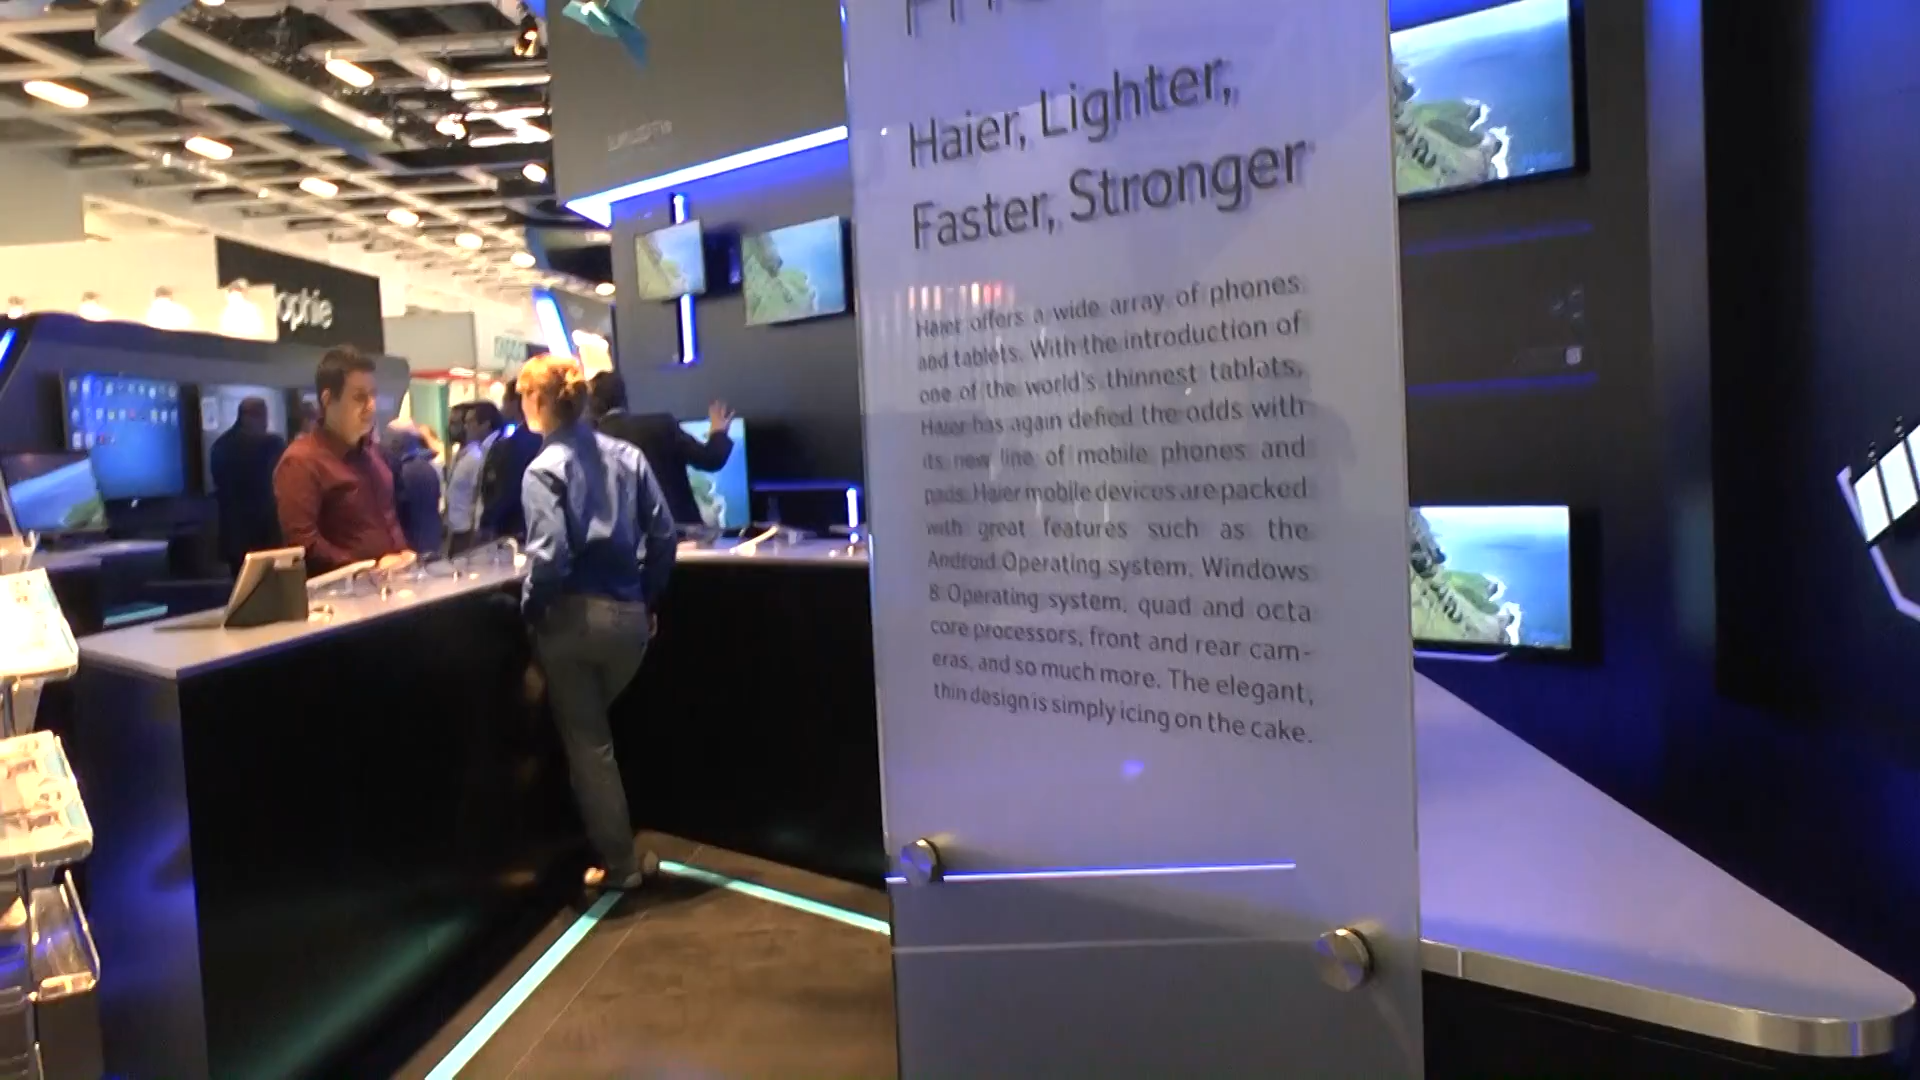 Haier, Lighter,
Faster, Stronger
Haier offers a wide array of phones
and tablets. With the introduction of
one of the world's thinnest tablats,
Haier has again defied the odds with
its new line of mobile phones and
pads. Haier mobile devices are packed
with great features such as the
Android Operating system, Windows
8 Operating system, quad and octa
core processors, front and rear cam-
eras, and so much more. The elegant,
thin design is simply icing on the cake.
ophie